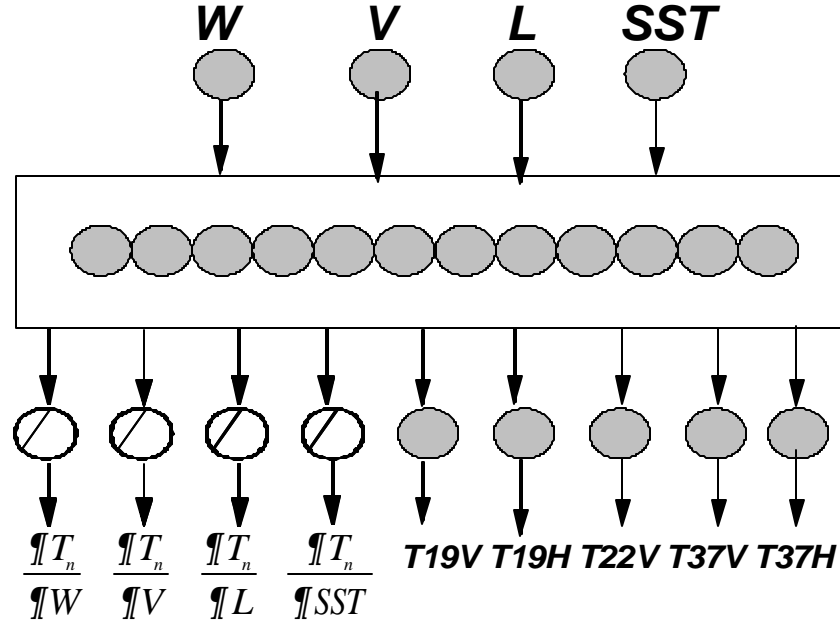 W V L SST
¶T_n ¶T_n ¶T_n ¶T_n T19V T19H T22V T37V T37H
¶W ¶V ¶L ¶SST